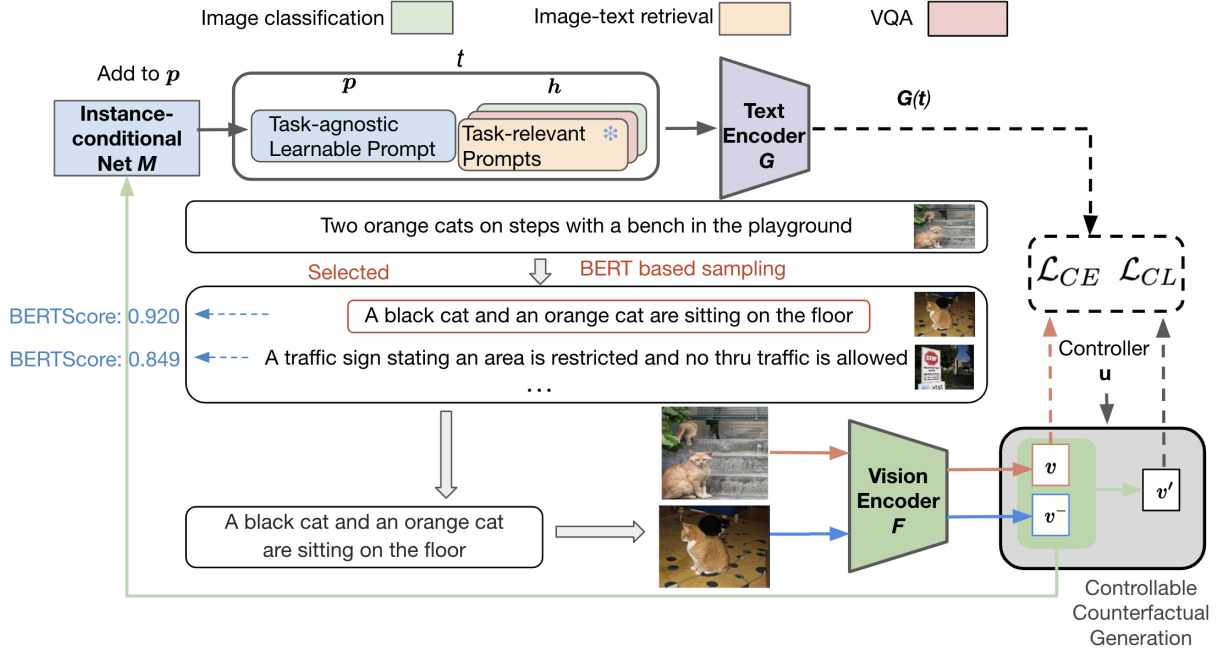 Image classification
Image-text retrieval
VQA
Add to p
t
Instance-
conditional
Net M
p
h
Task-agnostic
Learnable Prompt
Task-relevant
Prompts
Text
Encoder
G
G(t)
Two orange cats on steps with a bench in the playground
Selected
BERT based sampling
ℒCE ℒCL
BERTScore: 0.920
A black cat and an orange cat are sitting on the floor
BERTScore: 0.849
A traffic sign stating an area is restricted and no thru traffic is allowed
STOP
...
Controller
u
Vision
Encoder
F
v
v⁻
v′
A black cat and an orange cat
are sitting on the floor
Controllable
Counterfactual
Generation